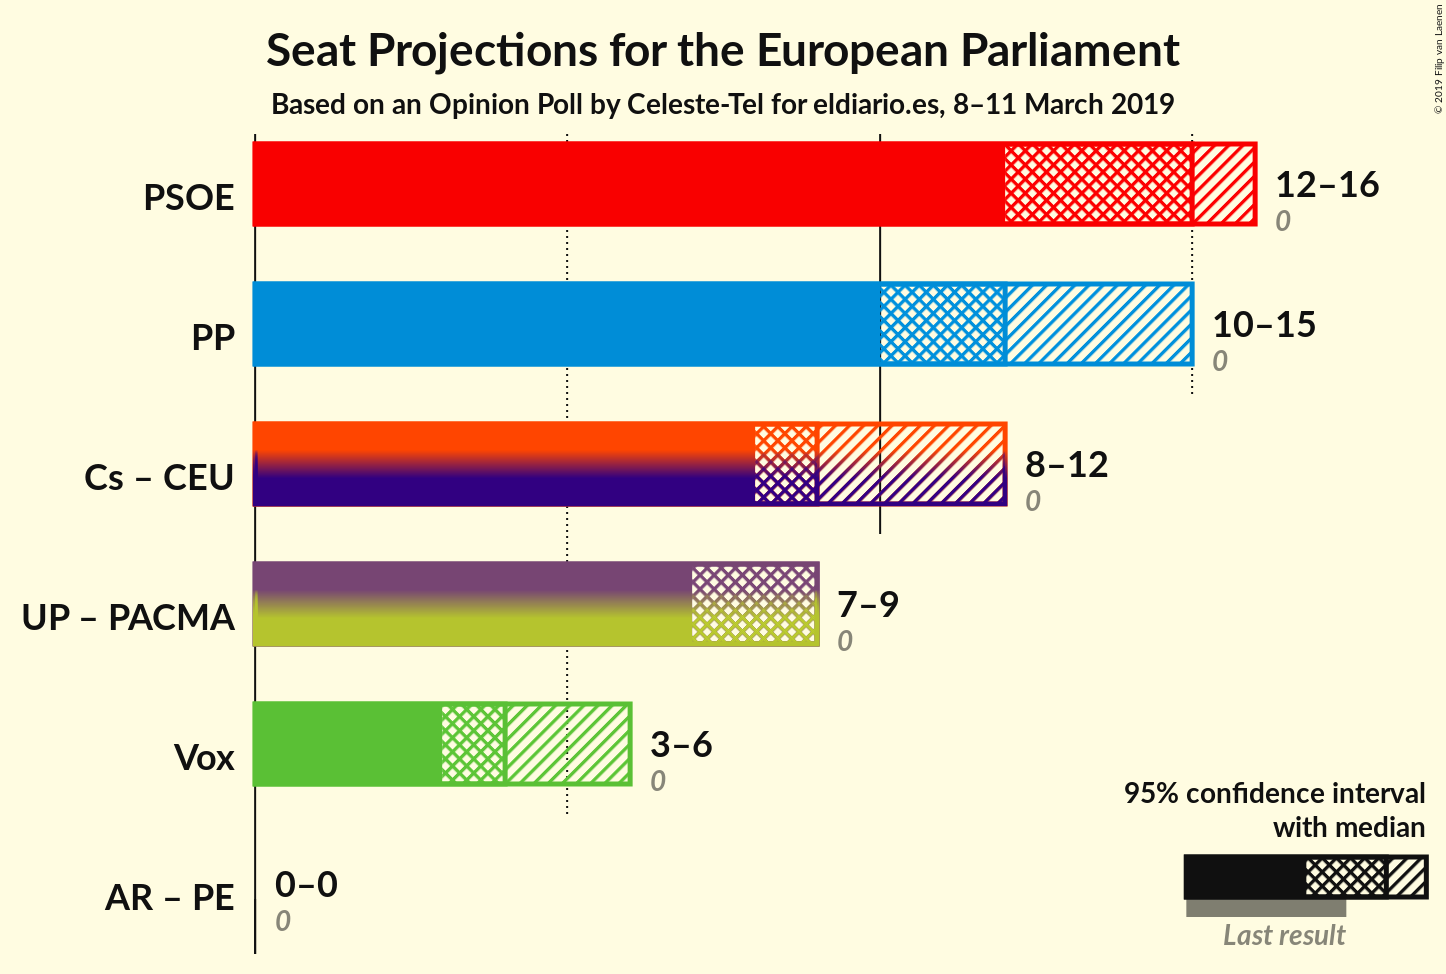 Seat Projections for the European Parliament
Based on an Opinion Poll by Celeste-Tel for eldiario.es, 8–11 March 2019
© 2019 Filip van Laenen
PSOE
12–16
0
PP
10–15
0
Cs – CEU
8–12
0
UP – PACMA
7–9
0
Vox
3–6
0
AR – PE
0–0
0
95% confidence interval
with median
Last result